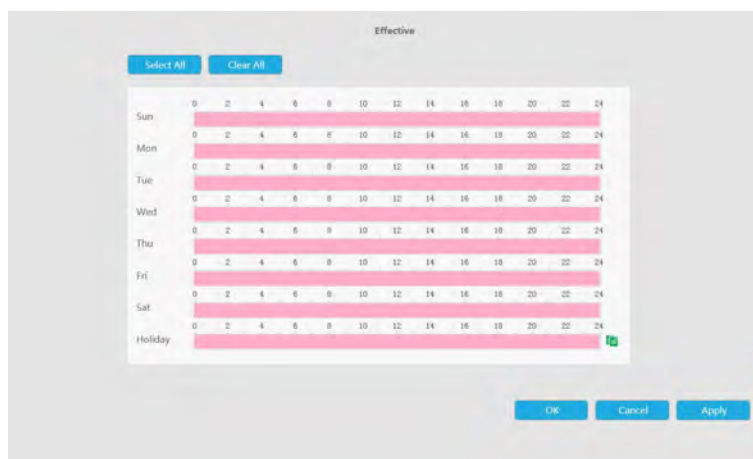 Effective
Select All Clear All
0 2 4 6 8 10 12 14 16 18 20 22 24
Sun
0 2 4 6 8 10 12 14 16 18 20 22 24
Mon
0 2 4 6 8 10 12 14 16 18 20 22 24
Tue
0 2 4 6 8 10 12 14 16 18 20 22 24
Wed
0 2 4 6 8 10 12 14 16 18 20 22 24
Thu
0 2 4 6 8 10 12 14 16 18 20 22 24
Fri
0 2 4 6 8 10 12 14 16 18 20 22 24
Sat
0 2 4 6 8 10 12 14 16 18 20 22 24
Holiday
OK Cancel Apply